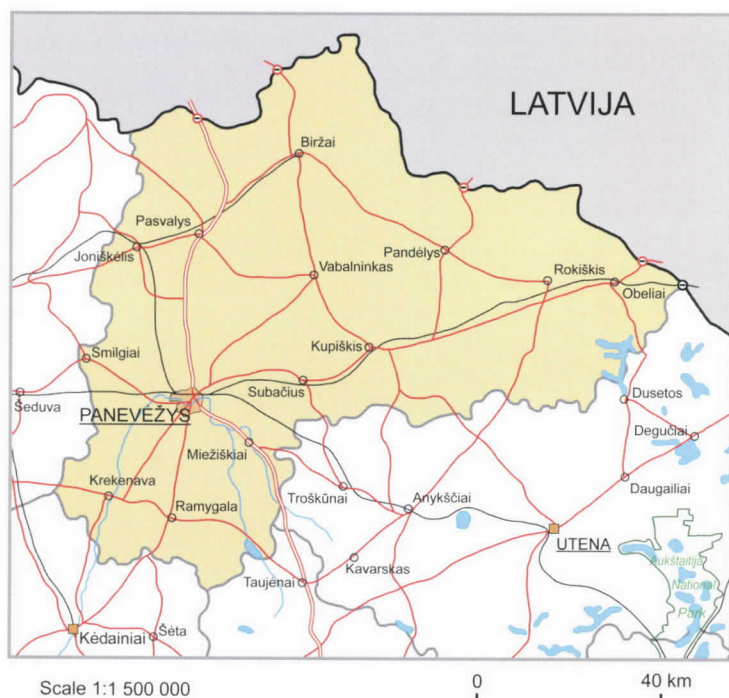 LATVIJA
Biržai
Pasvalys
Joniškėlis
Pandėlys
Vabalninkas
Rokiškis
Obeliai
Kupiškis
Smilgiai
Subačius
Šeduva
PANEVĖŽYS
Dusetos
Degučiai
Miežiškiai
Krekenava
Troškūnai
Anykščiai
Daugailiai
Ramygala
UTENA
Kavarskas
Aukštaitija
National
Park
Taujėnai
Kėdainiai
Šėta
Scale 1:1 500 000
0
40 km